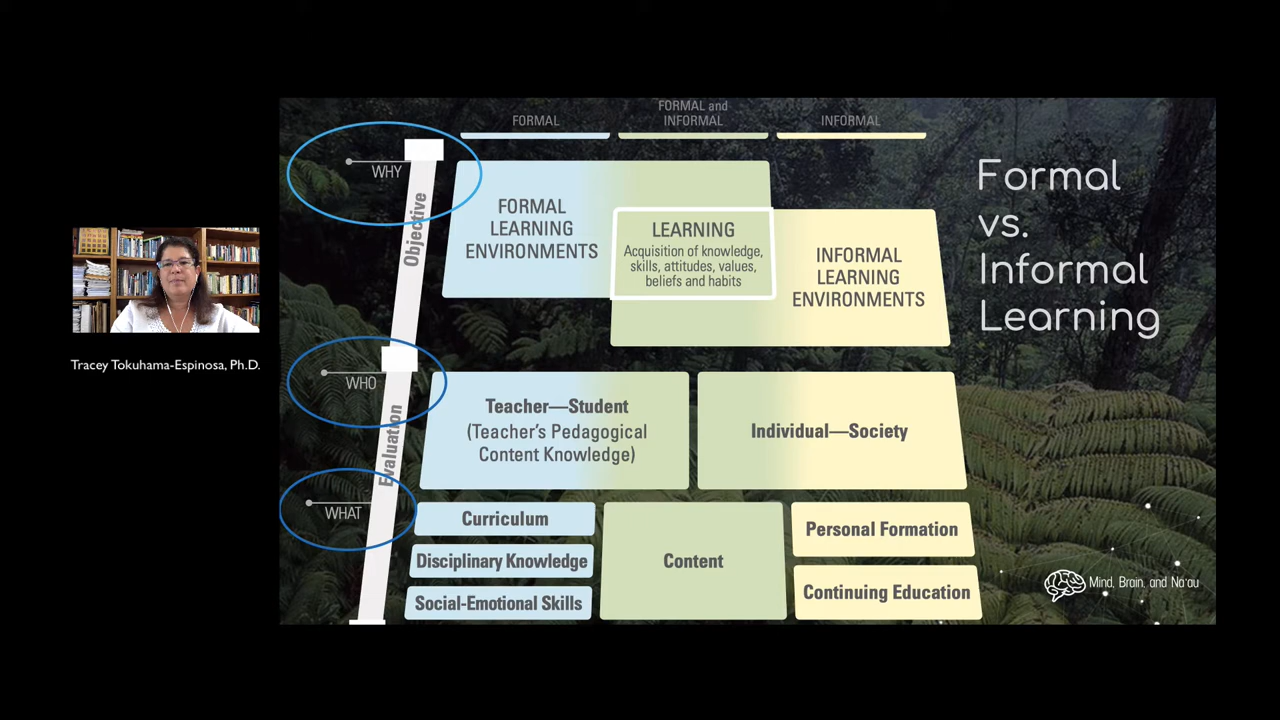 FORMAL
FORMAL and
INFORMAL
INFORMAL
WHY
Objective
FORMAL
LEARNING
ENVIRONMENTS
LEARNING
Acquisition of knowledge,
skills, attitudes, values,
beliefs and habits
INFORMAL
LEARNING
ENVIRONMENTS
Formal
vs.
Informal
Learning
Tracey Tokuhama-Espinosa, Ph.D.
WHO
Evaluation
Teacher—Student
(Teacher's Pedagogical
Content Knowledge)
Individual—Society
WHAT
Curriculum
Disciplinary Knowledge
Social-Emotional Skills
Content
Personal Formation
Continuing Education
Mind, Brain, and Na'au